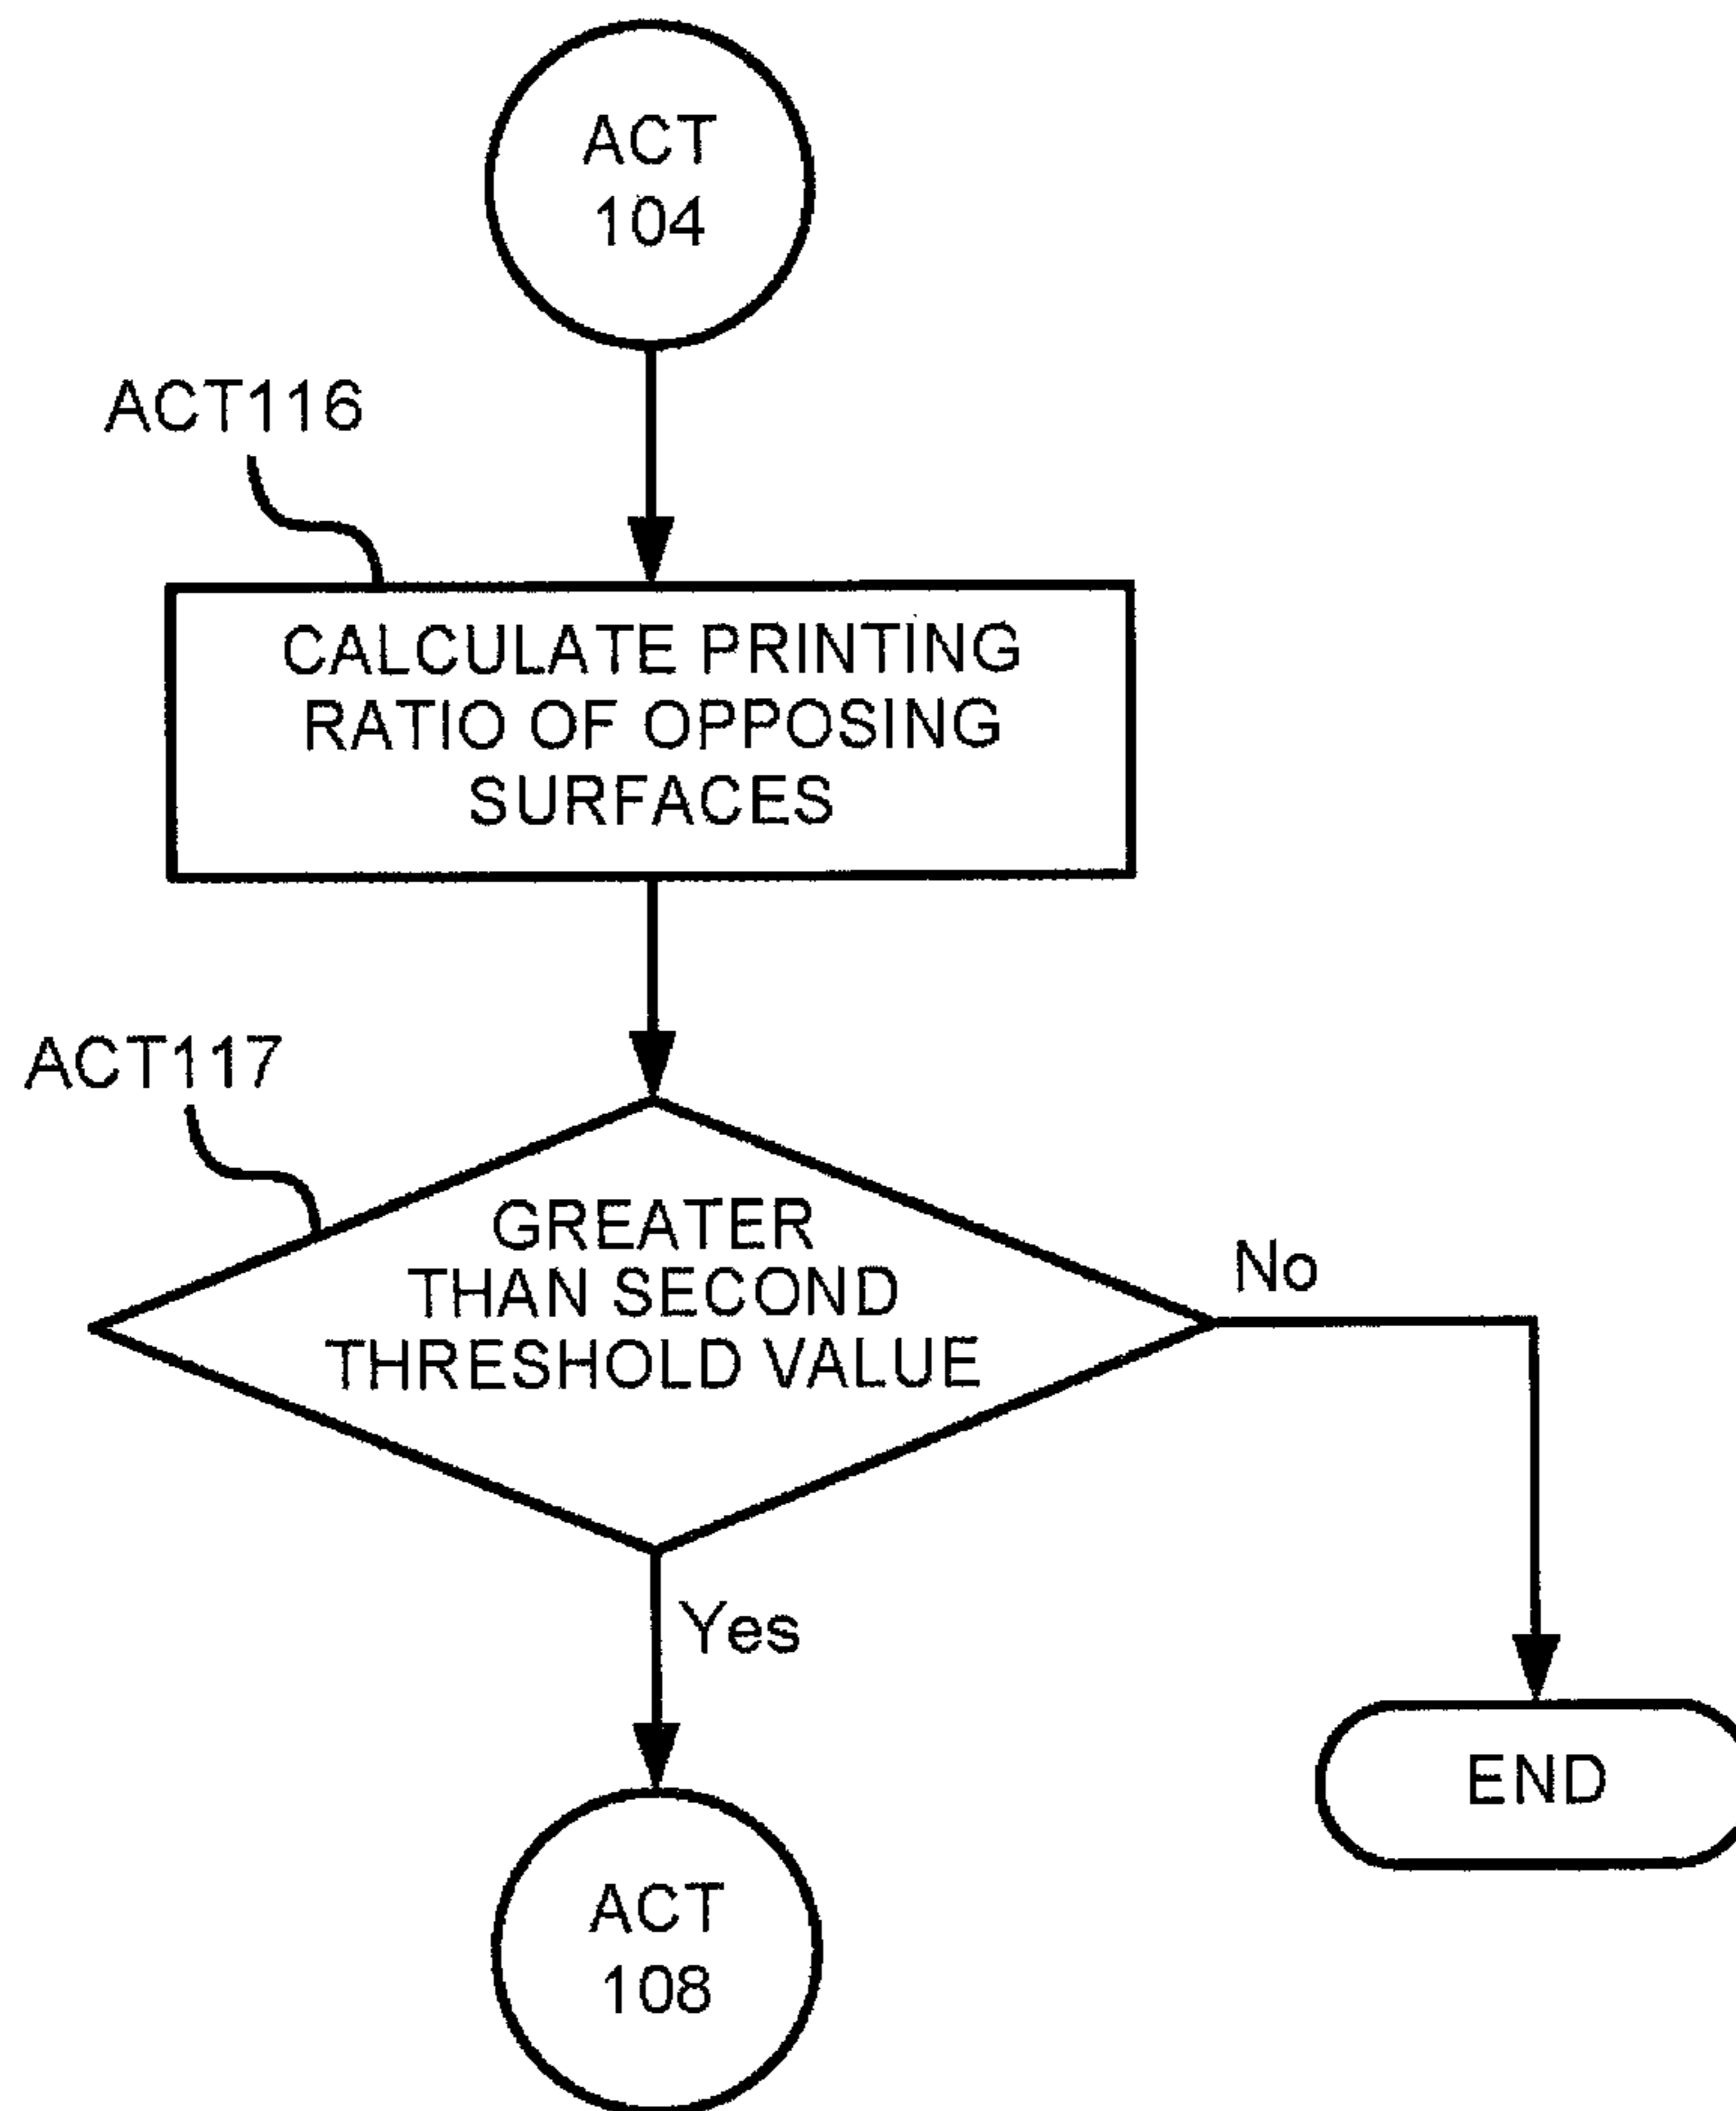 ACT
104
ACT116
CALCULATE PRINTING
RATIO OF OPPOSING
SURFACES
ACT117
GREATER
THAN SECOND
THRESHOLD VALUE
No
Yes
END
ACT
108